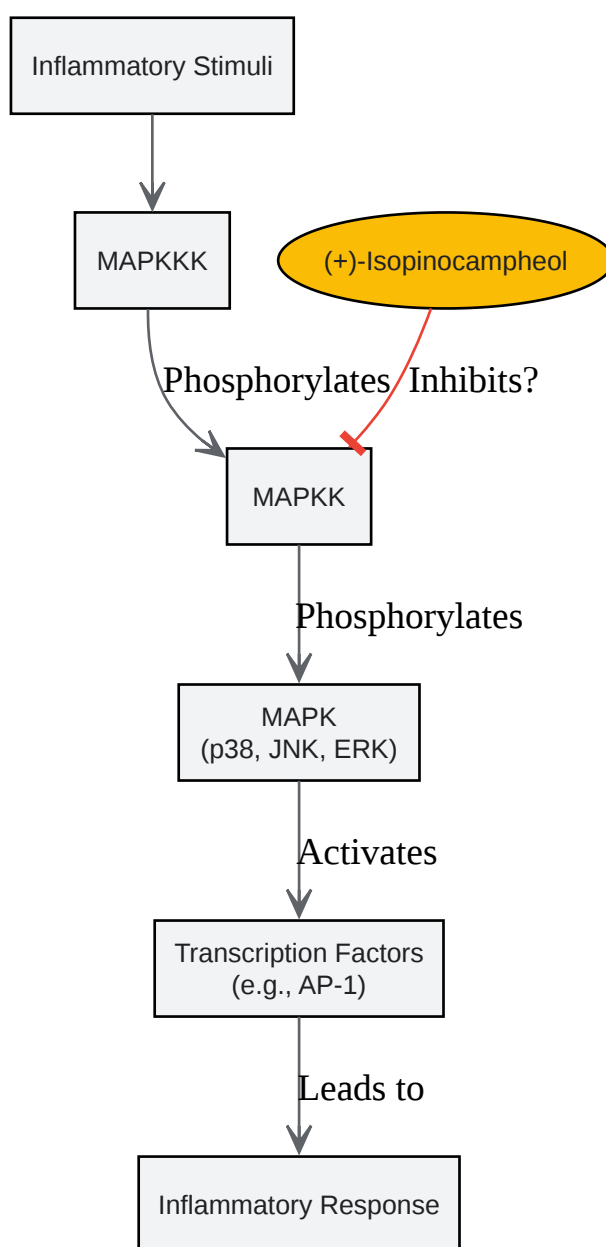 Inflammatory Stimuli
MAPKKK
(+)-Isopinocampheol
Phosphorylates
Inhibits?
MAPKK
Phosphorylates
MAPK
(p38, JNK, ERK)
Activates
Transcription Factors
(e.g., AP-1)
Leads to
Inflammatory Response